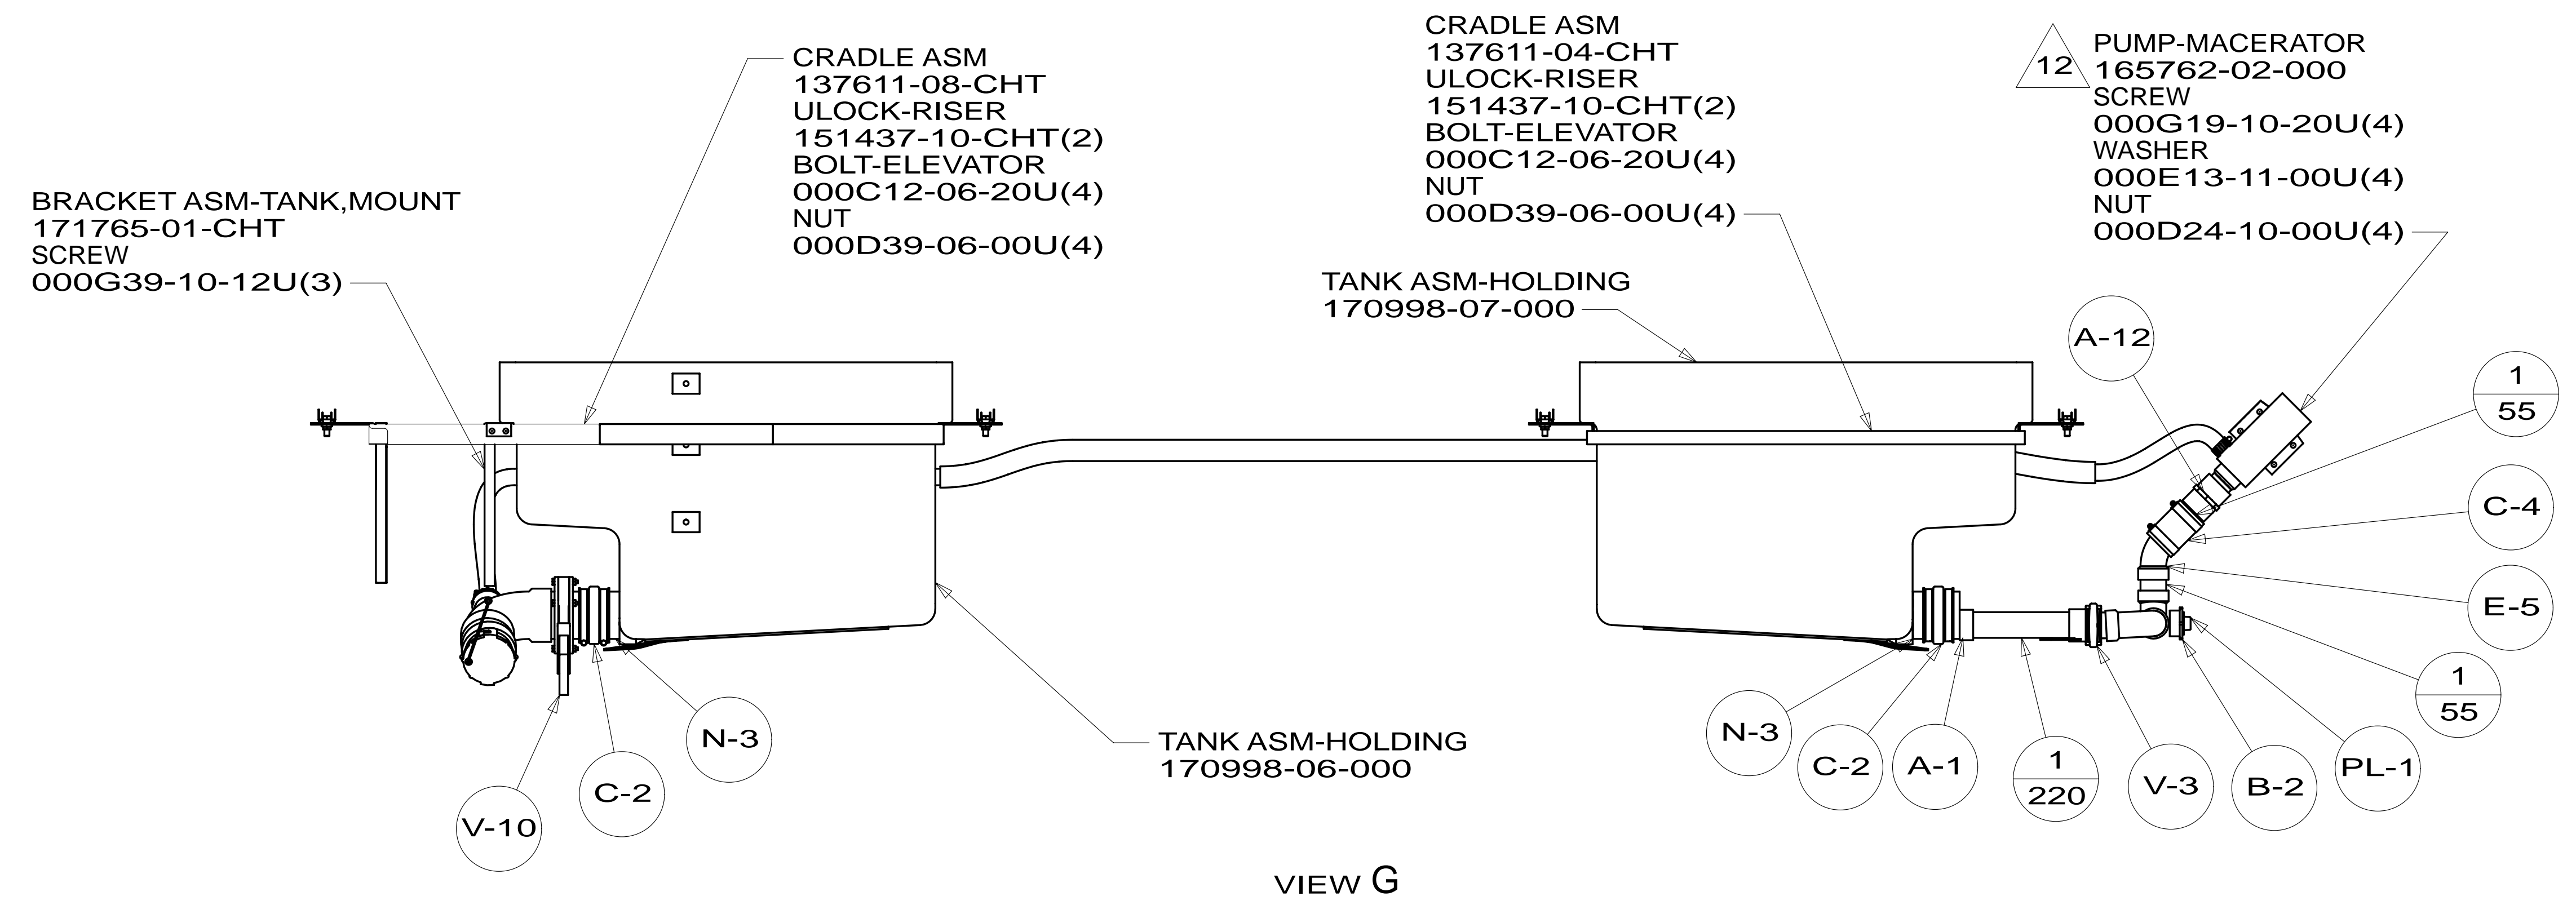 BRACKET ASM-TANK,MOUNT
171765-01-CHT
SCREW
000G39-10-12U(3)
CRADLE ASM
137611-08-CHT
ULOCK-RISER
151437-10-CHT(2)
BOLT-ELEVATOR
000C12-06-20U(4)
NUT
000D39-06-00U(4)
CRADLE ASM
137611-04-CHT
ULOCK-RISER
151437-10-CHT(2)
BOLT-ELEVATOR
000C12-06-20U(4)
NUT
000D39-06-00U(4)
12
PUMP-MACERATOR
165762-02-000
SCREW
000G19-10-20U(4)
WASHER
000E13-11-00U(4)
NUT
000D24-10-00U(4)
TANK ASM-HOLDING
170998-07-000
A-12
1
55
C-4
E-5
1
55
PL-1
B-2
V-3
1
220
A-1
C-2
N-3
TANK ASM-HOLDING
170998-06-000
N-3
C-2
V-10
VIEW G